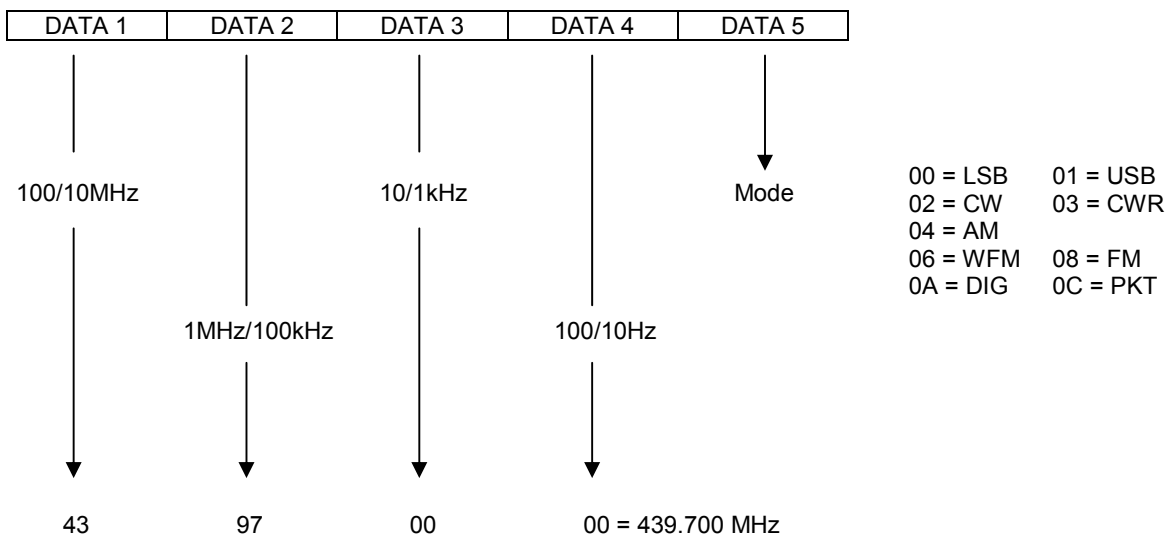 DATA 1 DATA 2 DATA 3 DATA 4 DATA 5
100/10MHz 10/1kHz Mode
1MHz/100kHz 100/10Hz
00 = LSB 01 = USB
02 = CW 03 = CWR
04 = AM
06 = WFM 08 = FM
0A = DIG 0C = PKT
43 97 00 00 = 439.700 MHz